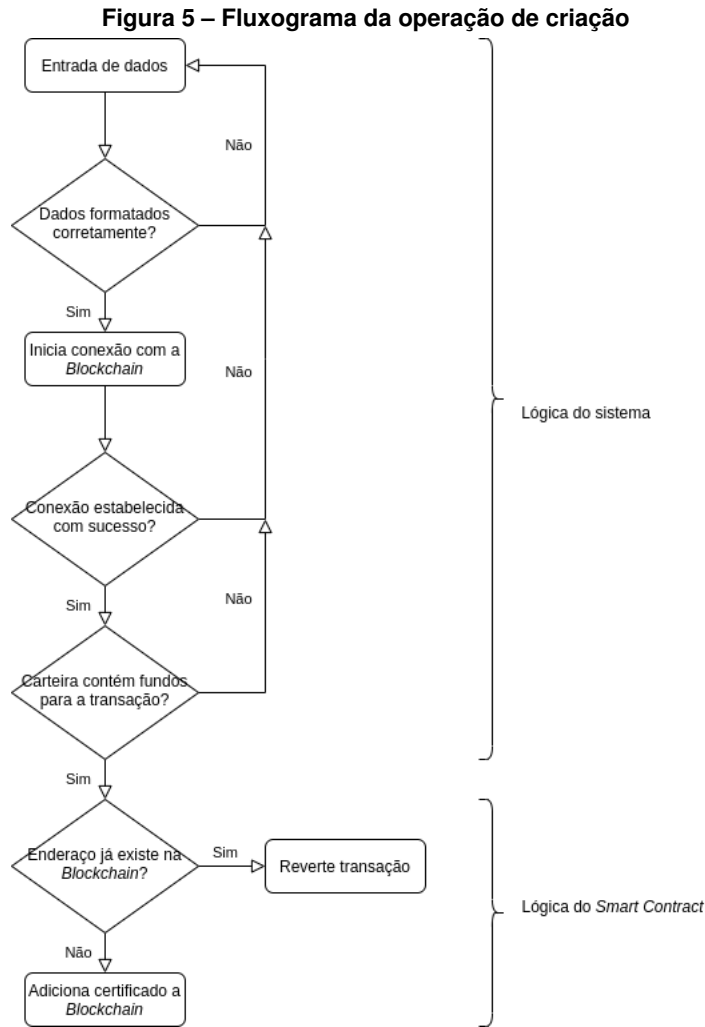 Figura 5 – Fluxograma da operação de criação
Entrada de dados
Não
Dados formatados
corretamente?
Sim
Inicia conexão com a
Blockchain
Não
Lógica do sistema
Conexão estabelecida
com sucesso?
Sim
Não
Carteira contém fundos
para a transação?
Sim
Enderaço já existe na
Blockchain?
Sim
Reverte transação
Lógica do Smart Contract
Não
Adiciona certificado a
Blockchain